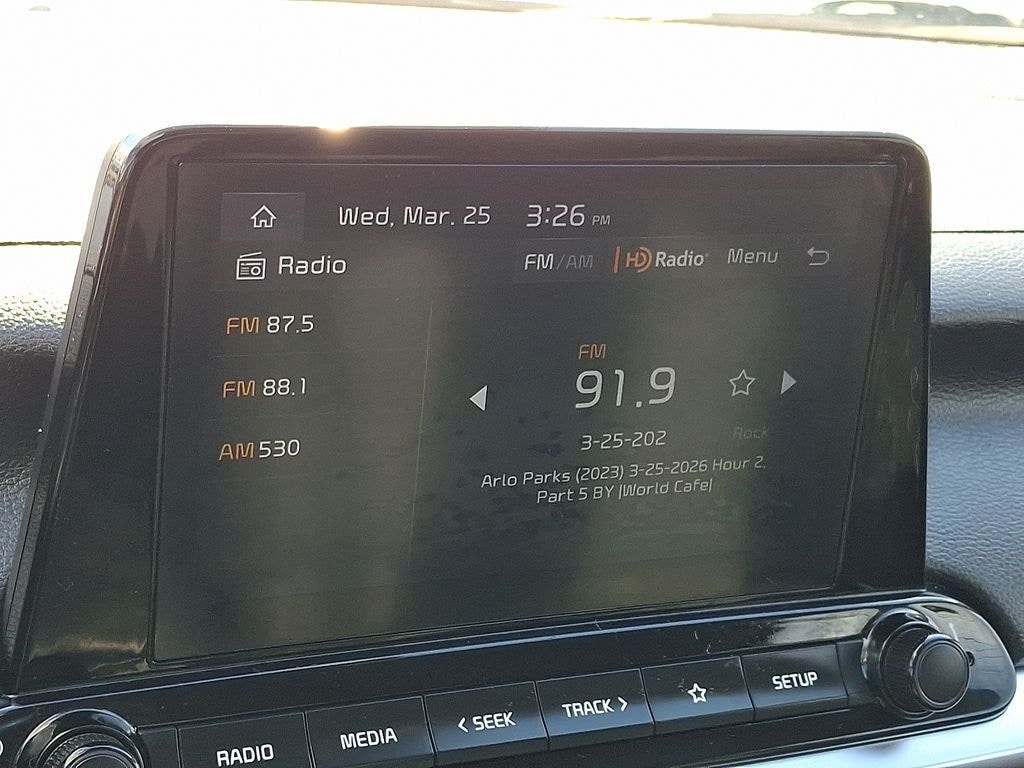 Wed, Mar. 25 3:26 PM
Radio FM/AM HD Radio® Menu
FM 87.5
FM 88.1
AM 530
FM
91.9
3-25-202 Rock
Arlo Parks (2023) 3-25-2026 Hour 2,
Part 5 BY |World Cafe|
RADIO MEDIA < SEEK TRACK > SETUP